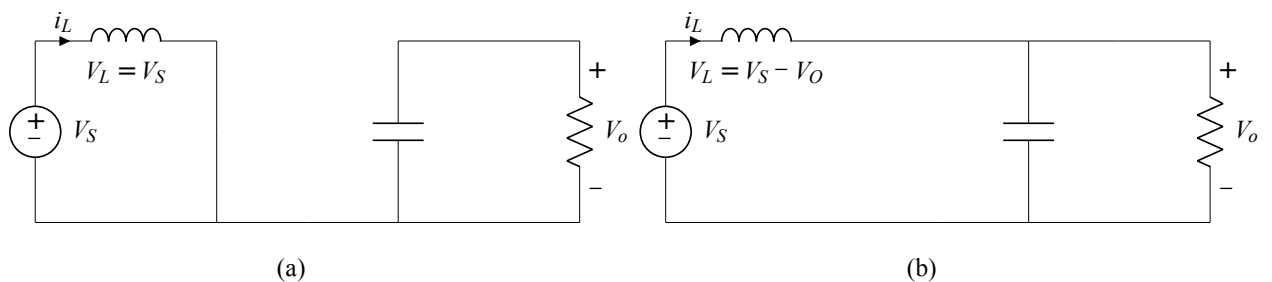 i_L
V_L = V_S
+
−
V_S
+
V_o
−
(a)
i_L
V_L = V_S − V_O
+
−
V_S
+
V_o
−
(b)